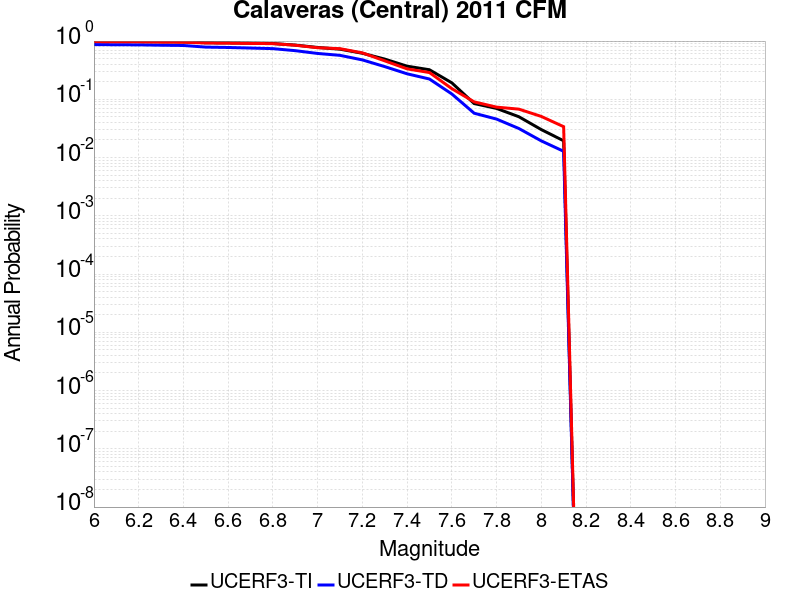 Calaveras (Central) 2011 CFM
Annual Probability
10^0
10^-1
10^-2
10^-3
10^-4
10^-5
10^-6
10^-7
10^-8
6 6.2 6.4 6.6 6.8 7 7.2 7.4 7.6 7.8 8 8.2 8.4 8.6 8.8 9
Magnitude
UCERF3-TI UCERF3-TD UCERF3-ETAS